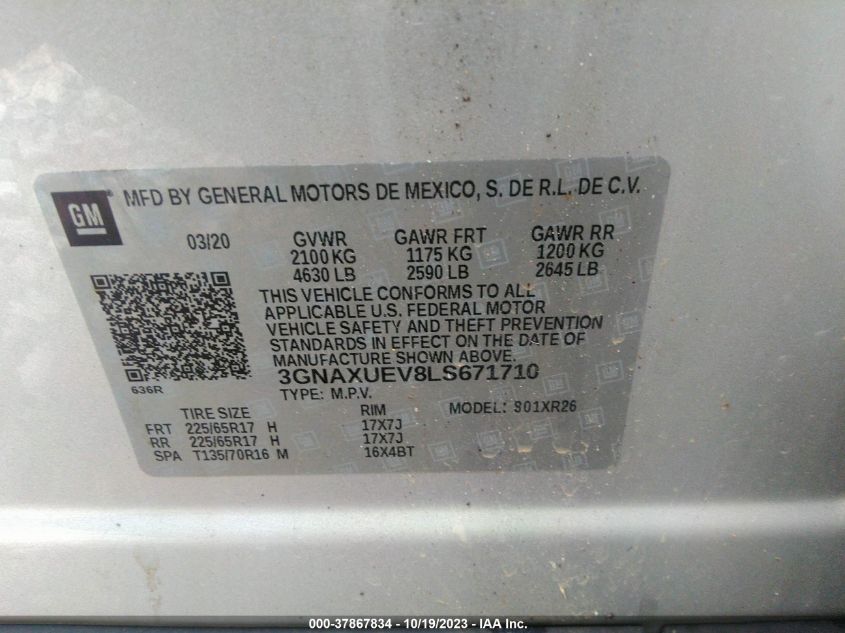 GM
MFD BY GENERAL MOTORS DE MEXICO, S. DE R.L. DE C.V.
03/20 GVWR GAWR FRT GAWR RR
2100 KG 1175 KG 1200 KG
4630 LB 2590 LB 2645 LB
THIS VEHICLE CONFORMS TO ALL
APPLICABLE U.S. FEDERAL MOTOR
VEHICLE SAFETY AND THEFT PREVENTION
STANDARDS IN EFFECT ON THE DATE OF
MANUFACTURE SHOWN ABOVE.
636R
3GNAXUEV8LS671710
TYPE: M.P.V.
TIRE SIZE RIM MODEL: S01XR26
FRT 225/65R17 H 17X7J
RR 225/65R17 H 17X7J
SPA T135/70R16 M 16X4BT
000-37867834 - 10/19/2023 - IAA Inc.